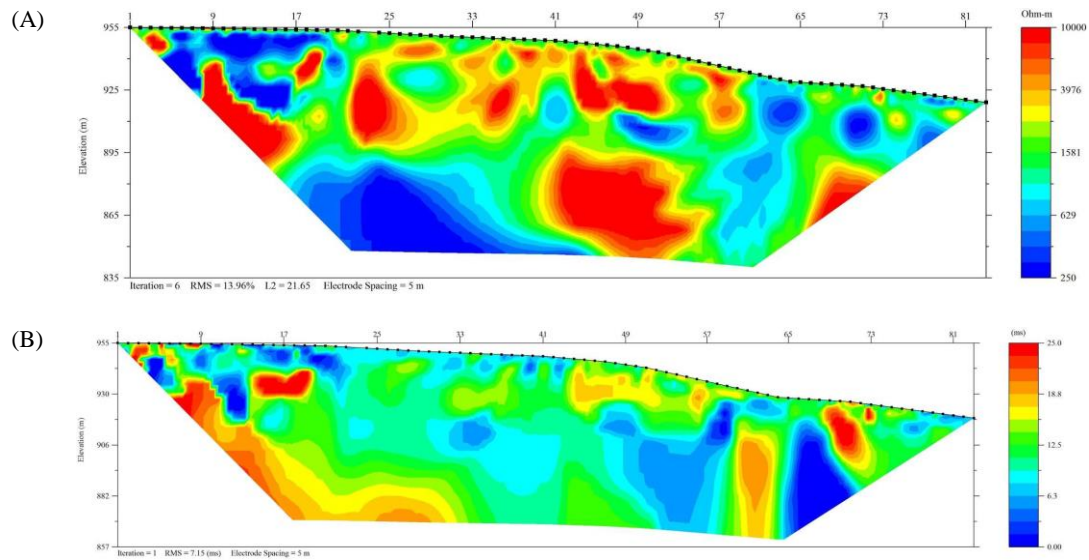 (A)
1 9 17 25 33 41 49 57 65 73 81
Ohm-m
955
925
895
865
835
Elevation (m)
10000
3976
1581
629
250
Iteration = 6 RMS = 13.96% L2 = 21.65 Electrode Spacing = 5 m
(B)
1 9 17 25 33 41 49 57 65 73 81
(ms)
955
930
906
882
857
Elevation (m)
25.0
18.8
12.5
6.3
0.00
Iteration = 1 RMS = 7.15 (ms) Electrode Spacing = 5 m